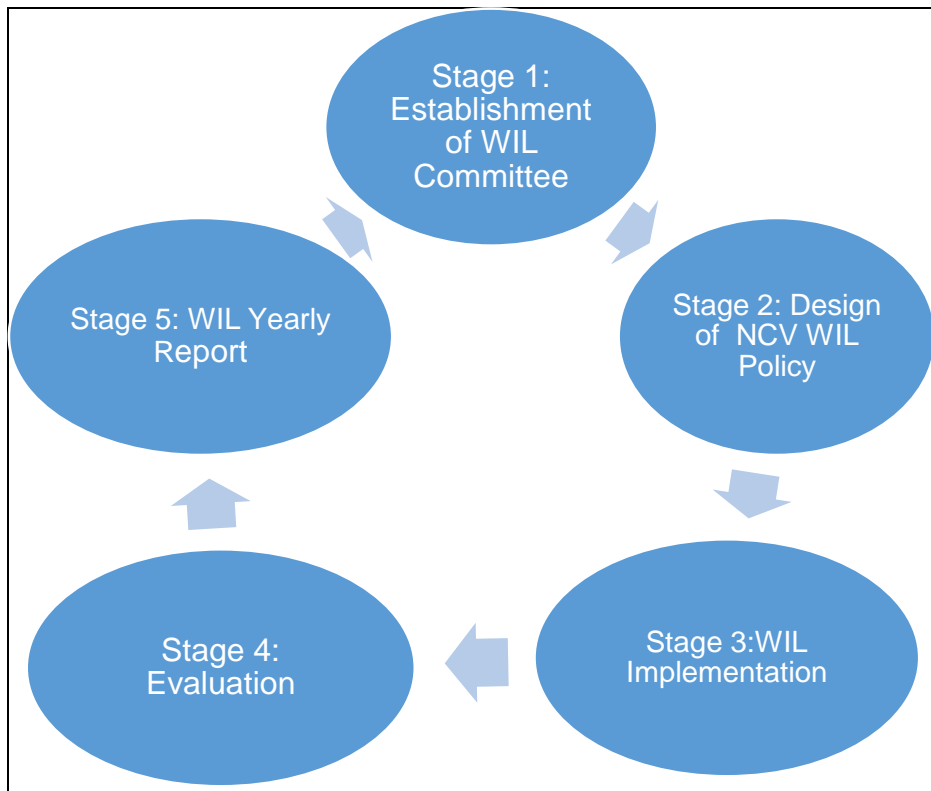 Stage 1:
Establishment
of WIL
Committee
Stage 2: Design
of NCV WIL
Policy
Stage 3:WIL
Implementation
Stage 4:
Evaluation
Stage 5: WIL Yearly
Report